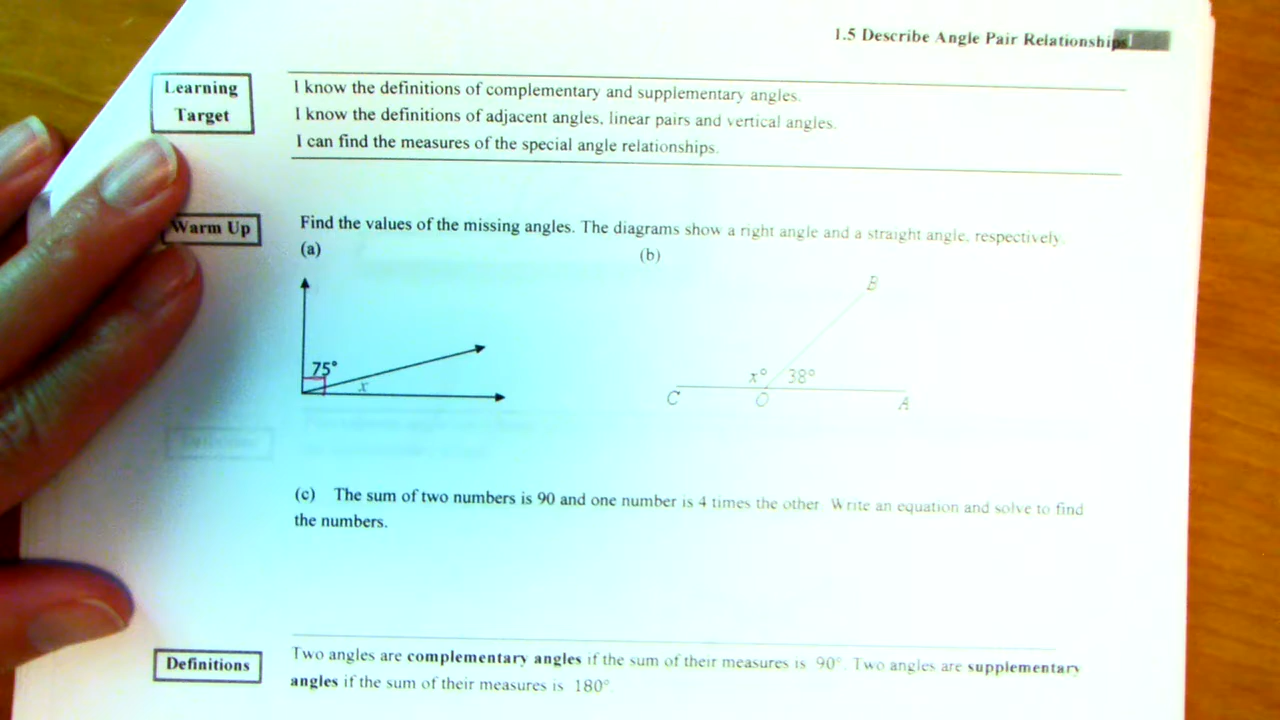 1.5 Describe Angle Pair Relationships
Learning
Target
I know the definitions of complementary and supplementary angles.
I know the definitions of adjacent angles, linear pairs and vertical angles.
I can find the measures of the special angle relationships.
Warm Up
Find the values of the missing angles. The diagrams show a right angle and a straight angle, respectively.
(a)
(b)
75°
x
B
x° 38°
C O A
(c) The sum of two numbers is 90 and one number is 4 times the other. Write an equation and solve to find
the numbers.
Definitions
Two angles are complementary angles if the sum of their measures is 90°. Two angles are supplementary
angles if the sum of their measures is 180°.